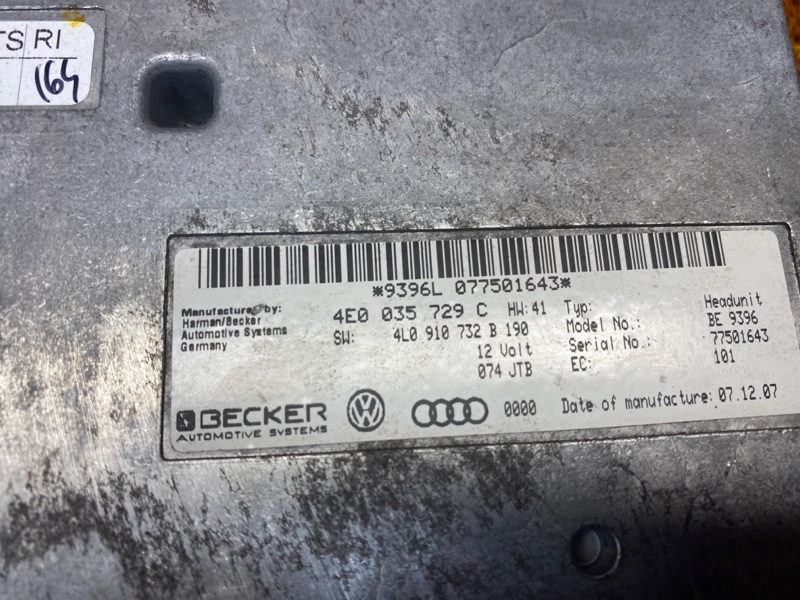 TS RI
164
*9396L 077501643*
Manufacture by:
Harman/Becker
Automotive Systems
Germany
4E0 035 729 C HW: 41
SW: 4L0 910 732 B 190
12 Volt
074 JTB
Typ: Headunit
Model No.: BE 9396
Serial No.: 77501643
EC: 101
BECKER
AUTOMOTIVE SYSTEMS
0000 Date of manufacture: 07.12.07